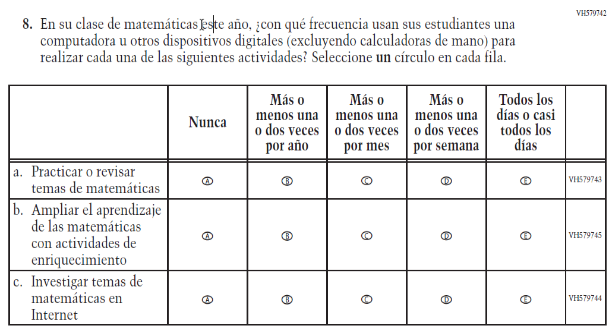 VH579742
8. En su clase de matemáticas este año, ¿con qué frecuencia usan sus estudiantes una
computadora u otros dispositivos digitales (excluyendo calculadoras de mano) para
realizar cada una de las siguientes actividades? Seleccione un círculo en cada fila.
Nunca
Más o
menos una
o dos veces
por año
Más o
menos una
o dos veces
por mes
Más o
menos una
o dos veces
por semana
Todos los
días o casi
todos los
días
a. Practicar o revisar
temas de matemáticas
A B C D E VH579743
b. Ampliar el aprendizaje
de las matemáticas
con actividades de
enriquecimiento
A B C D E VH579745
c. Investigar temas de
matemáticas en
Internet
A B C D E VH579744